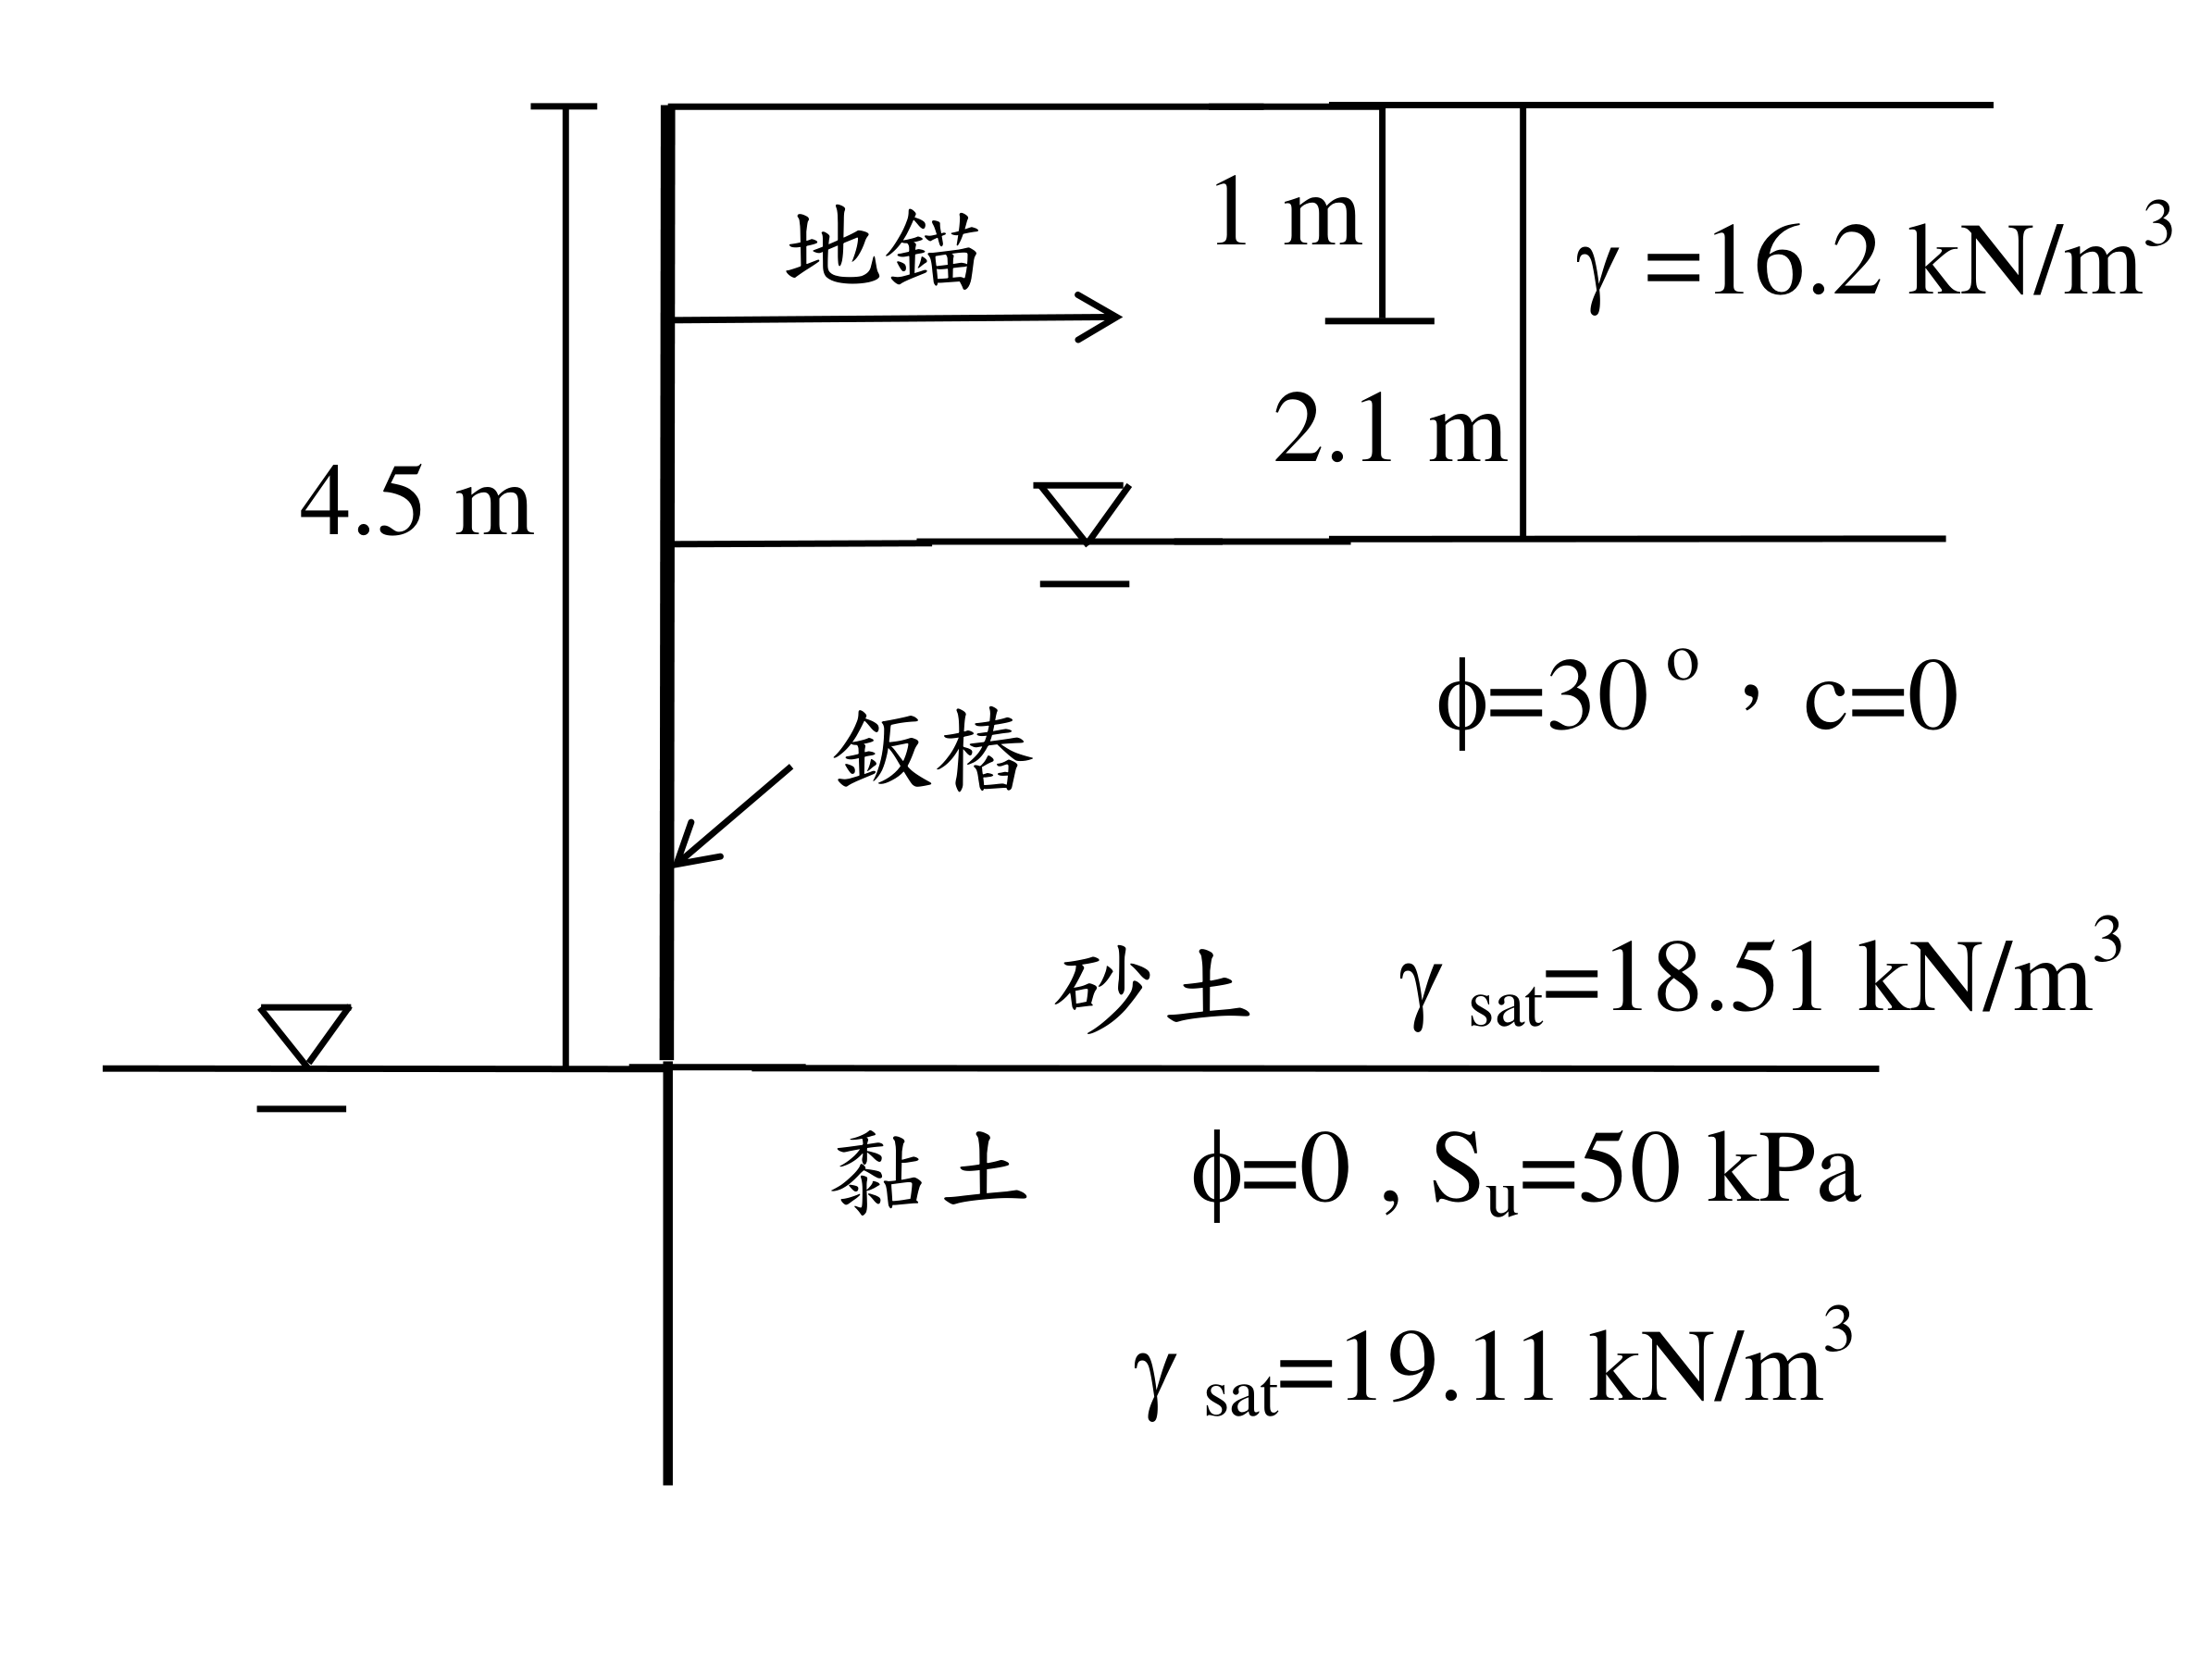 1 m
地錨
γ=16.2 kN/m³
2.1 m
4.5 m
φ=30°，c=0
鈑樁
砂土 γ sat=18.51 kN/m³
黏土 φ=0 , Su=50 kPa
γ sat=19.11 kN/m³